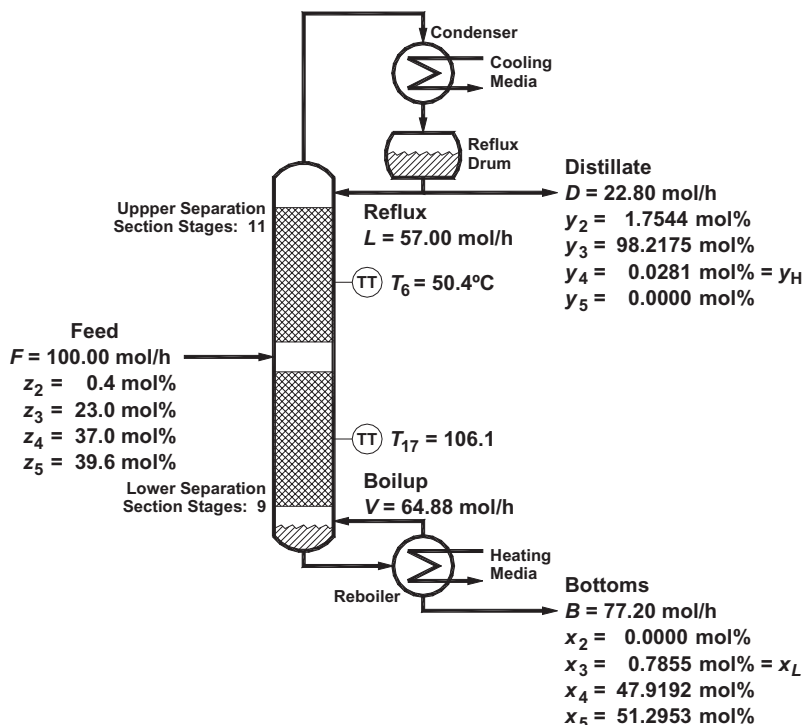 Condenser
Cooling
Media
Reflux
Drum
Distillate
D = 22.80 mol/h
y₂ = 1.7544 mol%
y₃ = 98.2175 mol%
y₄ = 0.0281 mol% = y_H
y₅ = 0.0000 mol%
Uppper Separation
Section Stages: 11
Reflux
L = 57.00 mol/h
TT T₆ = 50.4ºC
Feed
F = 100.00 mol/h
z₂ = 0.4 mol%
z₃ = 23.0 mol%
z₄ = 37.0 mol%
z₅ = 39.6 mol%
TT T₁₇ = 106.1
Lower Separation
Section Stages: 9
Boilup
V = 64.88 mol/h
Heating
Media
Reboiler
Bottoms
B = 77.20 mol/h
x₂ = 0.0000 mol%
x₃ = 0.7855 mol% = x_L
x₄ = 47.9192 mol%
x₅ = 51.2953 mol%